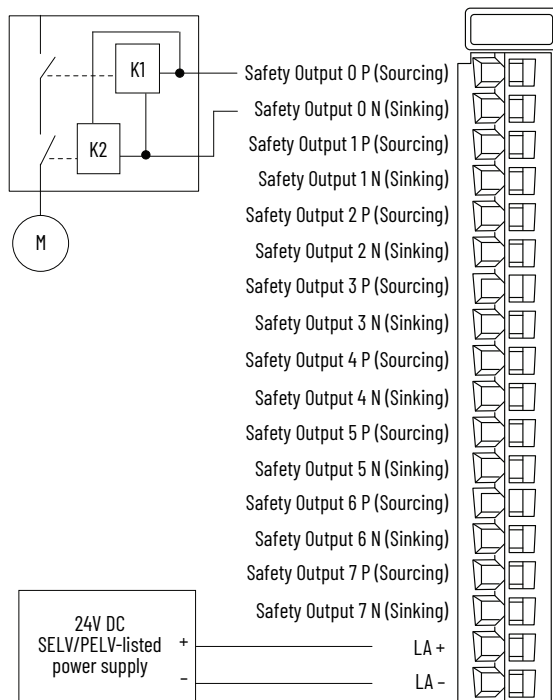 K1
K2
M
Safety Output 0 P (Sourcing)
Safety Output 0 N (Sinking)
Safety Output 1 P (Sourcing)
Safety Output 1 N (Sinking)
Safety Output 2 P (Sourcing)
Safety Output 2 N (Sinking)
Safety Output 3 P (Sourcing)
Safety Output 3 N (Sinking)
Safety Output 4 P (Sourcing)
Safety Output 4 N (Sinking)
Safety Output 5 P (Sourcing)
Safety Output 5 N (Sinking)
Safety Output 6 P (Sourcing)
Safety Output 6 N (Sinking)
Safety Output 7 P (Sourcing)
Safety Output 7 N (Sinking)
24V DC
SELV/PELV-listed
power supply
+
-
LA +
LA -